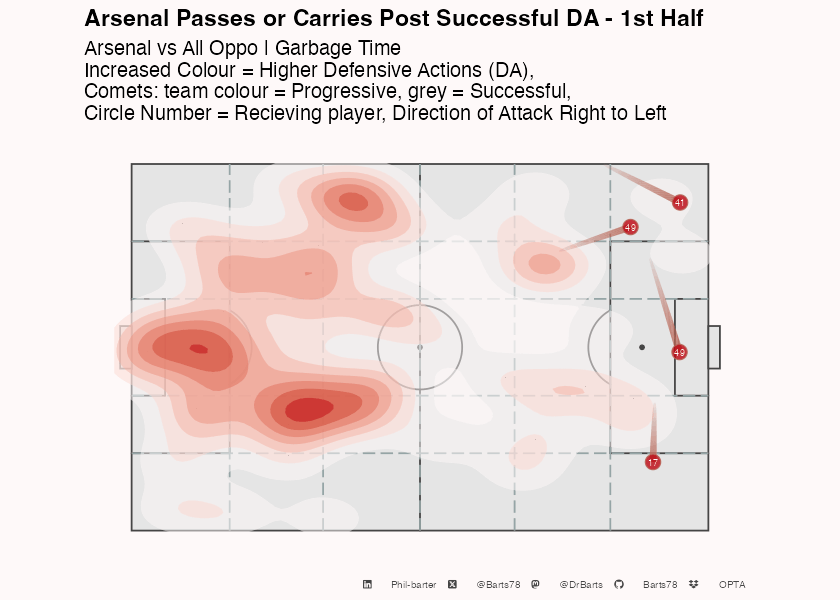 Arsenal Passes or Carries Post Successful DA - 1st Half
Arsenal vs All Oppo | Garbage Time
Increased Colour = Higher Defensive Actions (DA),
Comets: team colour = Progressive, grey = Successful,
Circle Number = Recieving player, Direction of Attack Right to Left
41
49
49
17
Phil-barter @Barts78 @DrBarts Barts78 OPTA